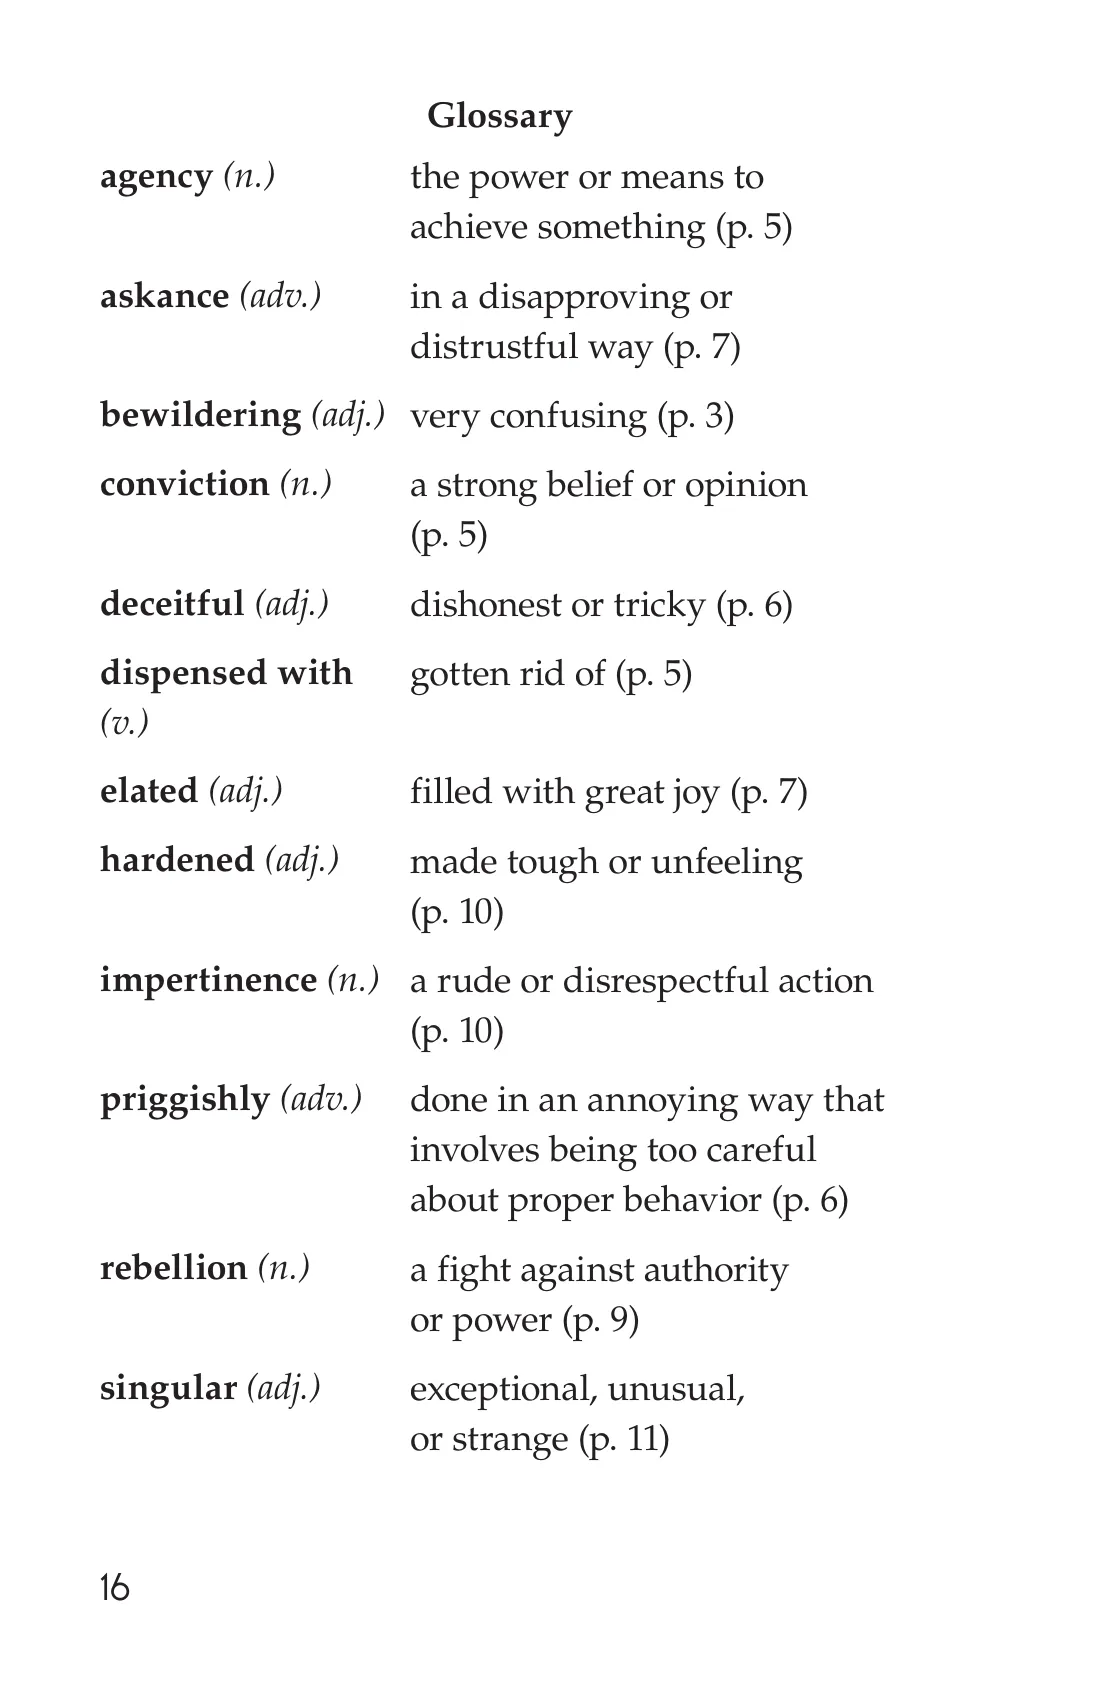 Glossary
agency (n.) the power or means to
achieve something (p. 5)
askance (adv.) in a disapproving or
distrustful way (p. 7)
bewildering (adj.) very confusing (p. 3)
conviction (n.) a strong belief or opinion
(p. 5)
deceitful (adj.) dishonest or tricky (p. 6)
dispensed with gotten rid of (p. 5)
(v.)
elated (adj.) filled with great joy (p. 7)
hardened (adj.) made tough or unfeeling
(p. 10)
impertinence (n.) a rude or disrespectful action
(p. 10)
priggishly (adv.) done in an annoying way that
involves being too careful
about proper behavior (p. 6)
rebellion (n.) a fight against authority
or power (p. 9)
singular (adj.) exceptional, unusual,
or strange (p. 11)
16